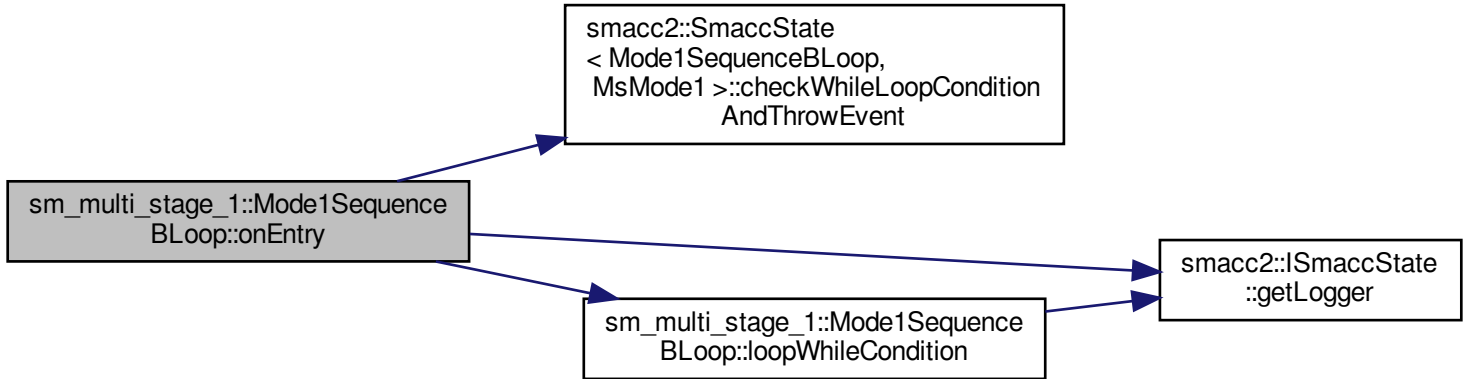 smacc2::SmaccState
< Mode1SequenceBLoop,
MsMode1 >::checkWhileLoopCondition
AndThrowEvent
sm_multi_stage_1::Mode1Sequence
BLoop::onEntry
smacc2::ISmaccState
::getLogger
sm_multi_stage_1::Mode1Sequence
BLoop::loopWhileCondition